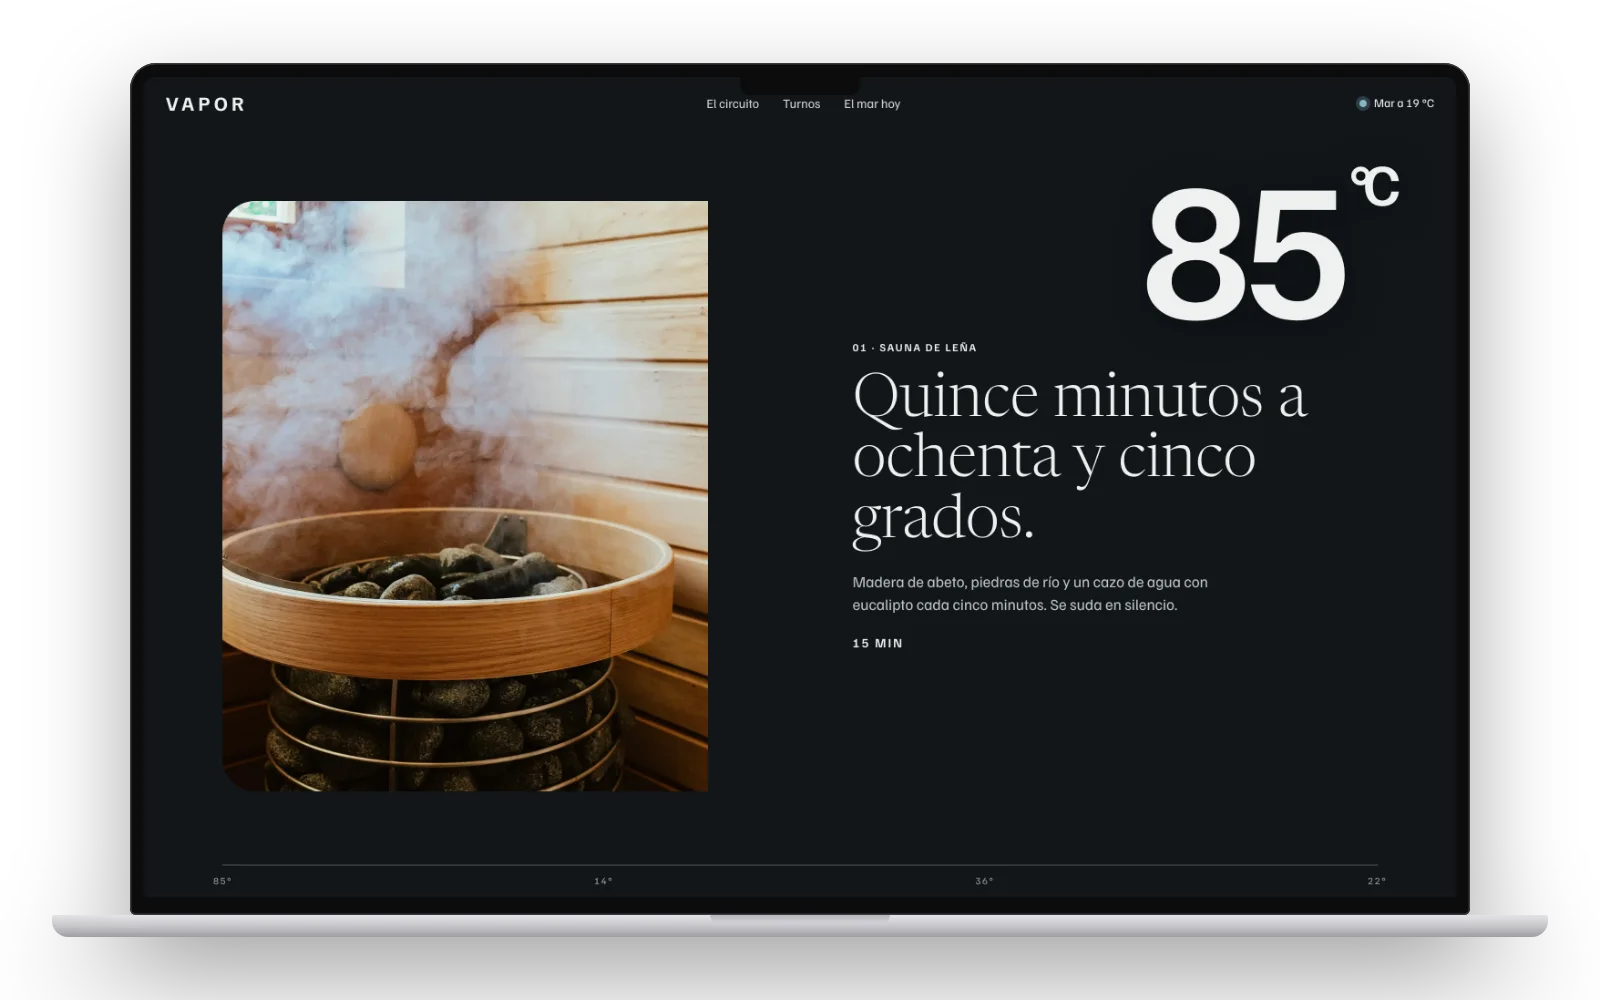 VAPOR
El circuito
Turnos
El mar hoy
Mar a 19 °C
85°C
01 · SAUNA DE LEÑA
Quince minutos a
ochenta y cinco
grados.
Madera de abeto, piedras de río y un cazo de agua con
eucalipto cada cinco minutos. Se suda en silencio.
15 MIN
85°
14°
36°
22°